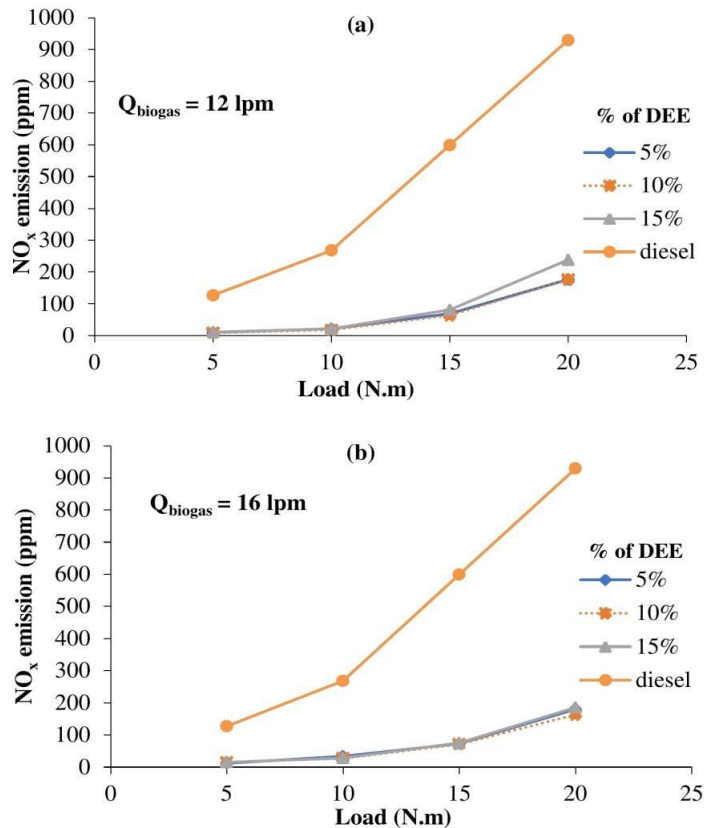 (a)
1000
900
800
700
600
500
400
300
200
100
0
NOx emission (ppm)
Qbiogas = 12 lpm
% of DEE
5%
10%
15%
diesel
0 5 10 15 20 25
Load (N.m)
(b)
1000
900
800
700
600
500
400
300
200
100
0
NOx emission (ppm)
Qbiogas = 16 lpm
% of DEE
5%
10%
15%
diesel
0 5 10 15 20 25
Load (N.m)